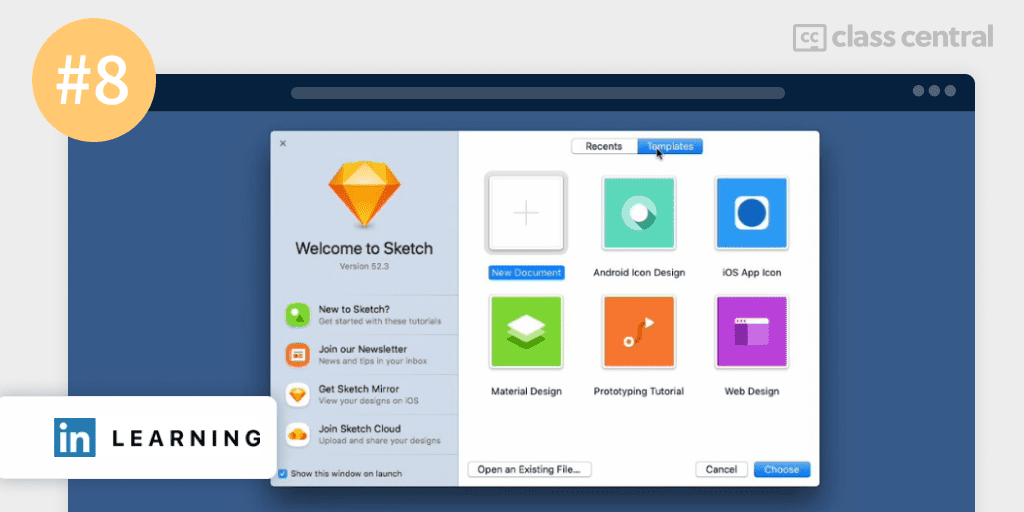 #8
cc class central
Recents Templates
Welcome to Sketch
Version 52.3
New to Sketch?
Get started with these tutorials
Join our Newsletter
News and tips in your inbox
Get Sketch Mirror
View your designs on iOS
Join Sketch Cloud
Upload and share your designs
Show this window on launch
New Document Android Icon Design iOS App Icon
Material Design Prototyping Tutorial Web Design
Open an Existing File... Cancel Choose
in LEARNING